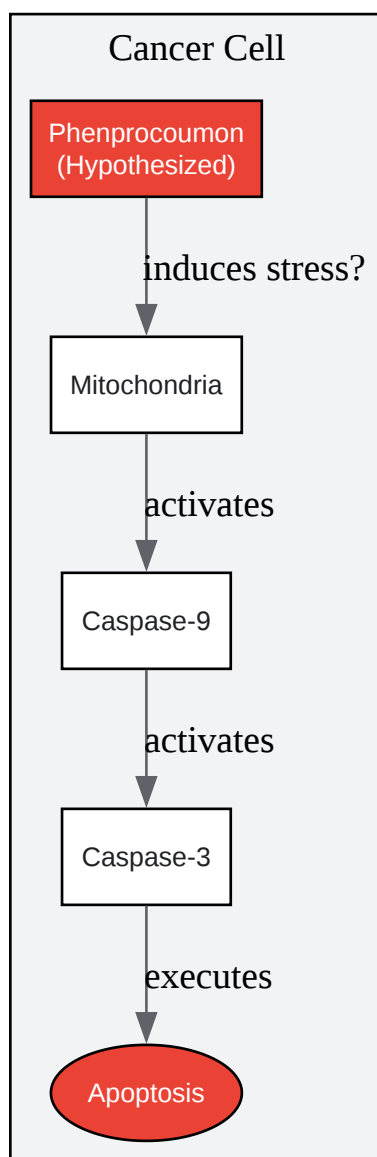 Cancer Cell
Phenprocoumon
(Hypothesized)
induces stress?
Mitochondria
activates
Caspase-9
activates
Caspase-3
executes
Apoptosis